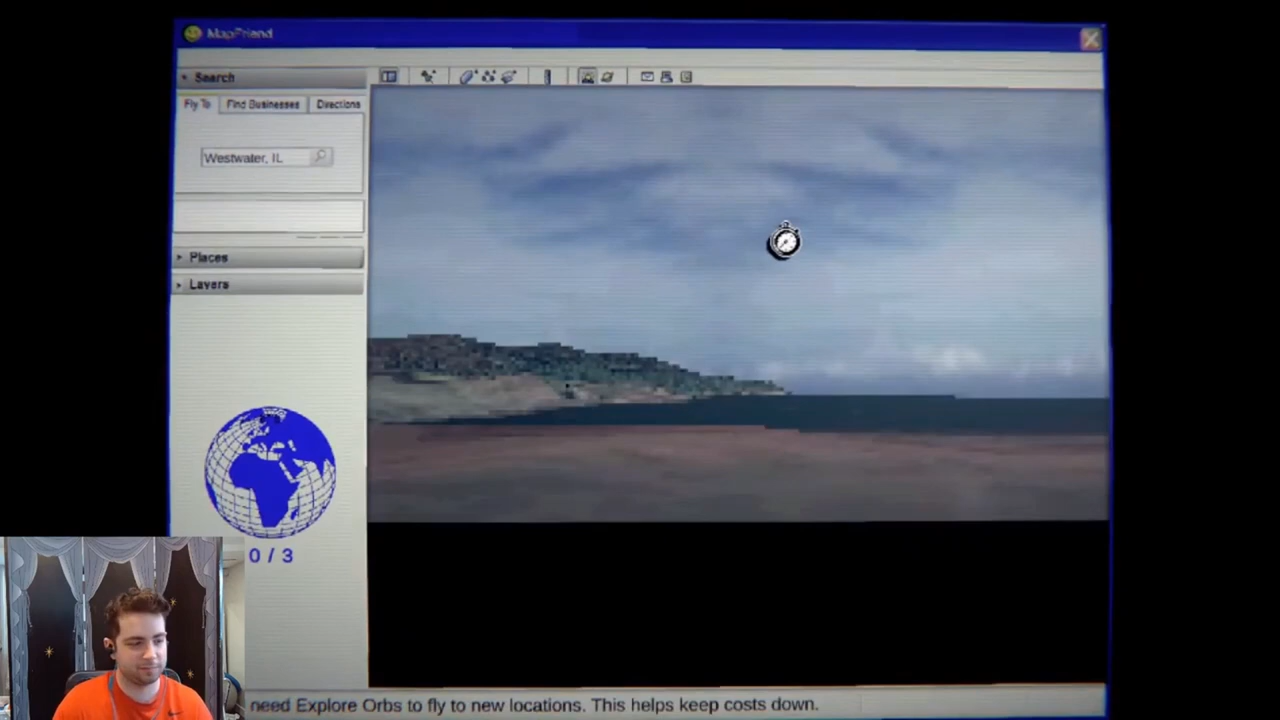 MapFriend
Search
Fly To
Find Businesses
Directions
Westwater, IL
Places
Layers
0 / 3
need Explore Orbs to fly to new locations. This helps keep costs down.